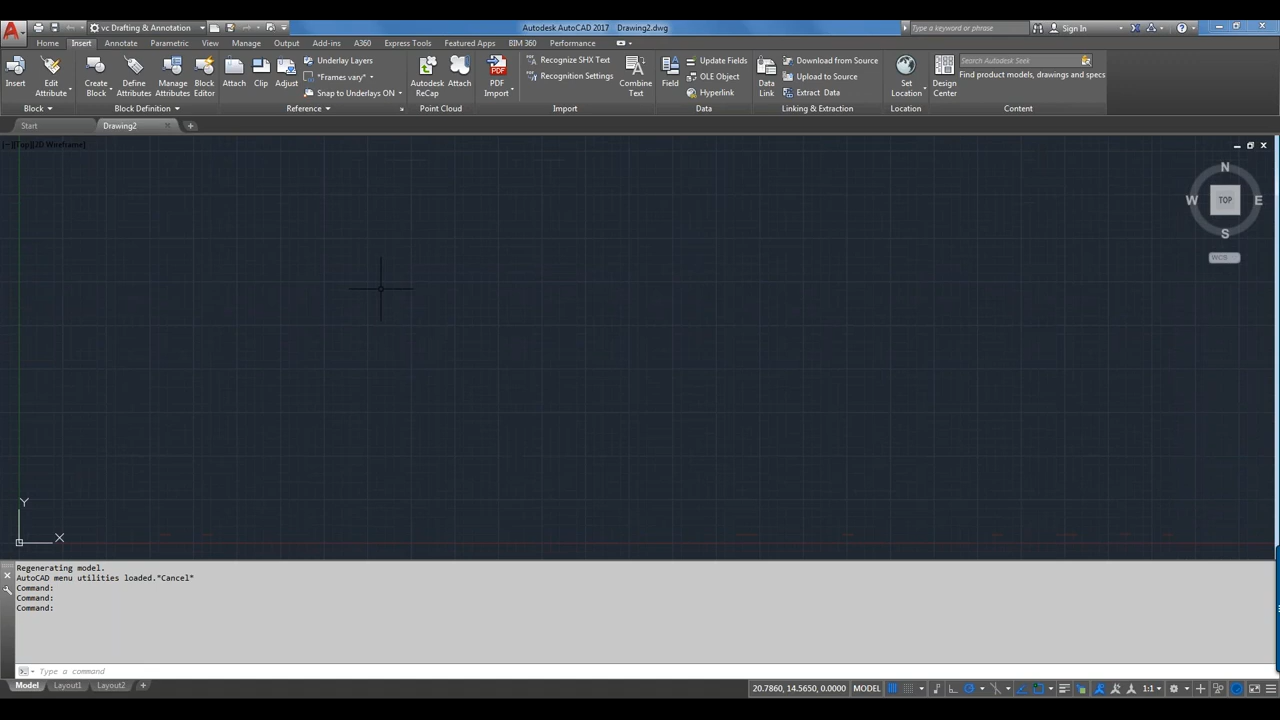 vc Drafting & Annotation
Autodesk AutoCAD 2017 Drawing2.dwg
Type a keyword or phrase
Sign In
Home Insert Annotate Parametric View Manage Output Add-ins A360 Express Tools Featured Apps BIM 360 Performance
Insert
Edit Attribute
Create Block
Define Attributes
Manage Attributes
Block Editor
Attach
Clip
Adjust
Underlay Layers
*Frames vary*
Snap to Underlays ON
Autodesk ReCap
Attach
PDF
PDF Import
Recognize SHX Text
Recognition Settings
Combine Text
Field
Update Fields
OLE Object
Hyperlink
Data Link
Download from Source
Upload to Source
Extract Data
Set Location
Design Center
Search Autodesk Seek
Find product models, drawings and specs
Block Block Definition Reference Point Cloud Import Data Linking & Extraction Location Content
Start Drawing2
[−][Top][2D Wireframe]
N
W TOP E
S
WCS
Y
X
Regenerating model.
AutoCAD menu utilities loaded.*Cancel*
Command:
Command:
Command:
Type a command
Model Layout1 Layout2
20.7860, 14.5650, 0.0000 MODEL 1:1